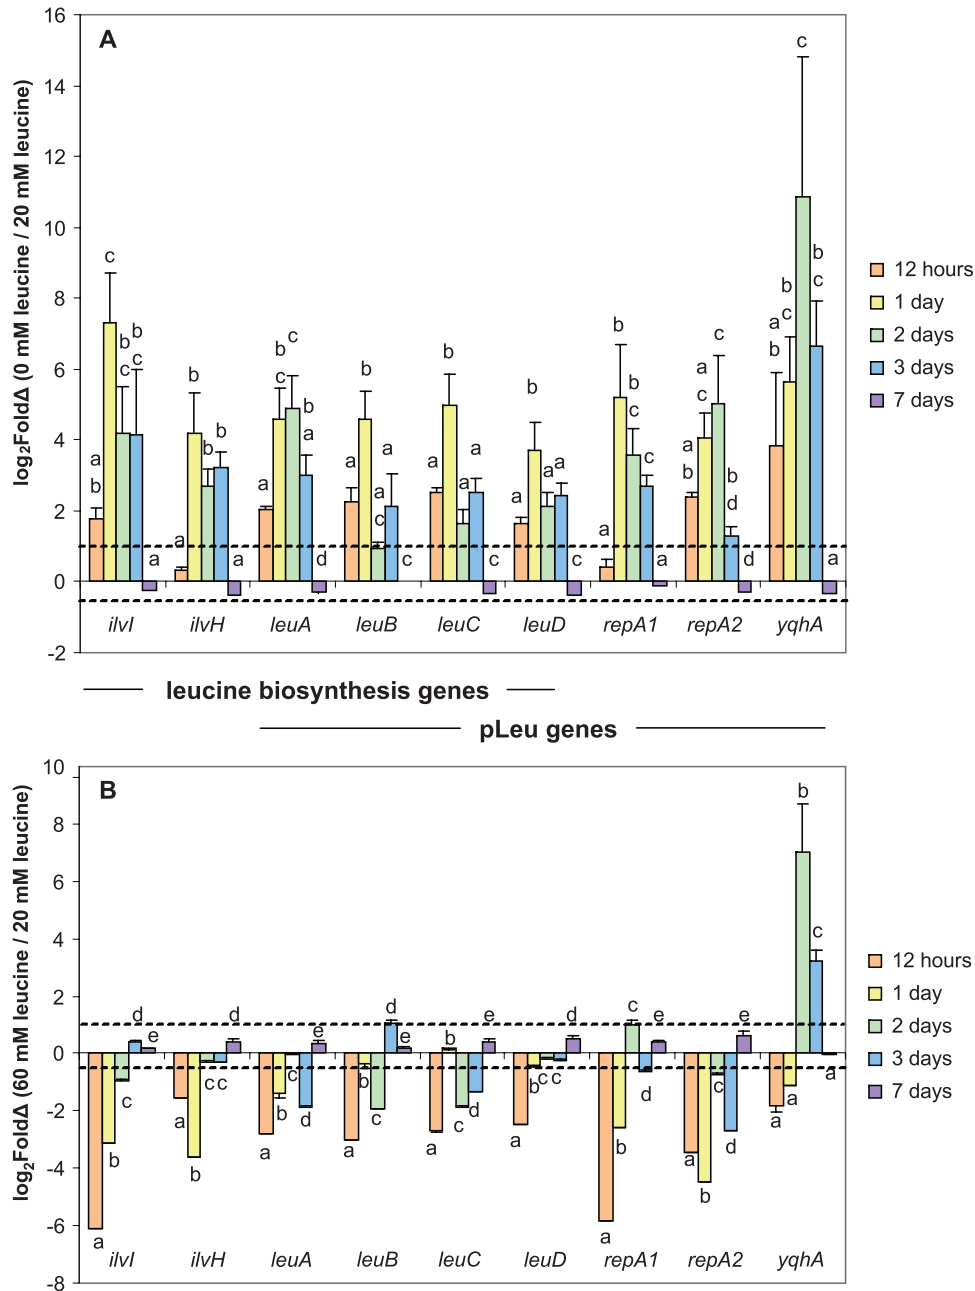 A
log₂FoldΔ (0 mM leucine / 20 mM leucine)
16
14
12
10
8
6
4
2
0
-2
a
b
c
b
c
b
c
a
a
b
b
b
a
a
b
c
c
b
a
d
a
b
a
c
a
c
a
b
a
a
c
a
b
a
a
c
a
b
b
c
c
a
a
b
a
c
c
b
d
d
a
b
b
c
c
b
c
a
ilvI ilvH leuA leuB leuC leuD repA1 repA2 yqhA
12 hours
1 day
2 days
3 days
7 days
leucine biosynthesis genes
pLeu genes
B
log₂FoldΔ (60 mM leucine / 20 mM leucine)
10
8
6
4
2
0
-2
-4
-6
-8
a
b
c
d
e
a
b
c
c
d
a
b
c
d
e
a
b
c
d
e
a
b
c
d
e
a
b
c
c
d
a
b
c
d
e
a
b
c
d
e
a
a
b
c
a
ilvI ilvH leuA leuB leuC leuD repA1 repA2 yqhA
12 hours
1 day
2 days
3 days
7 days